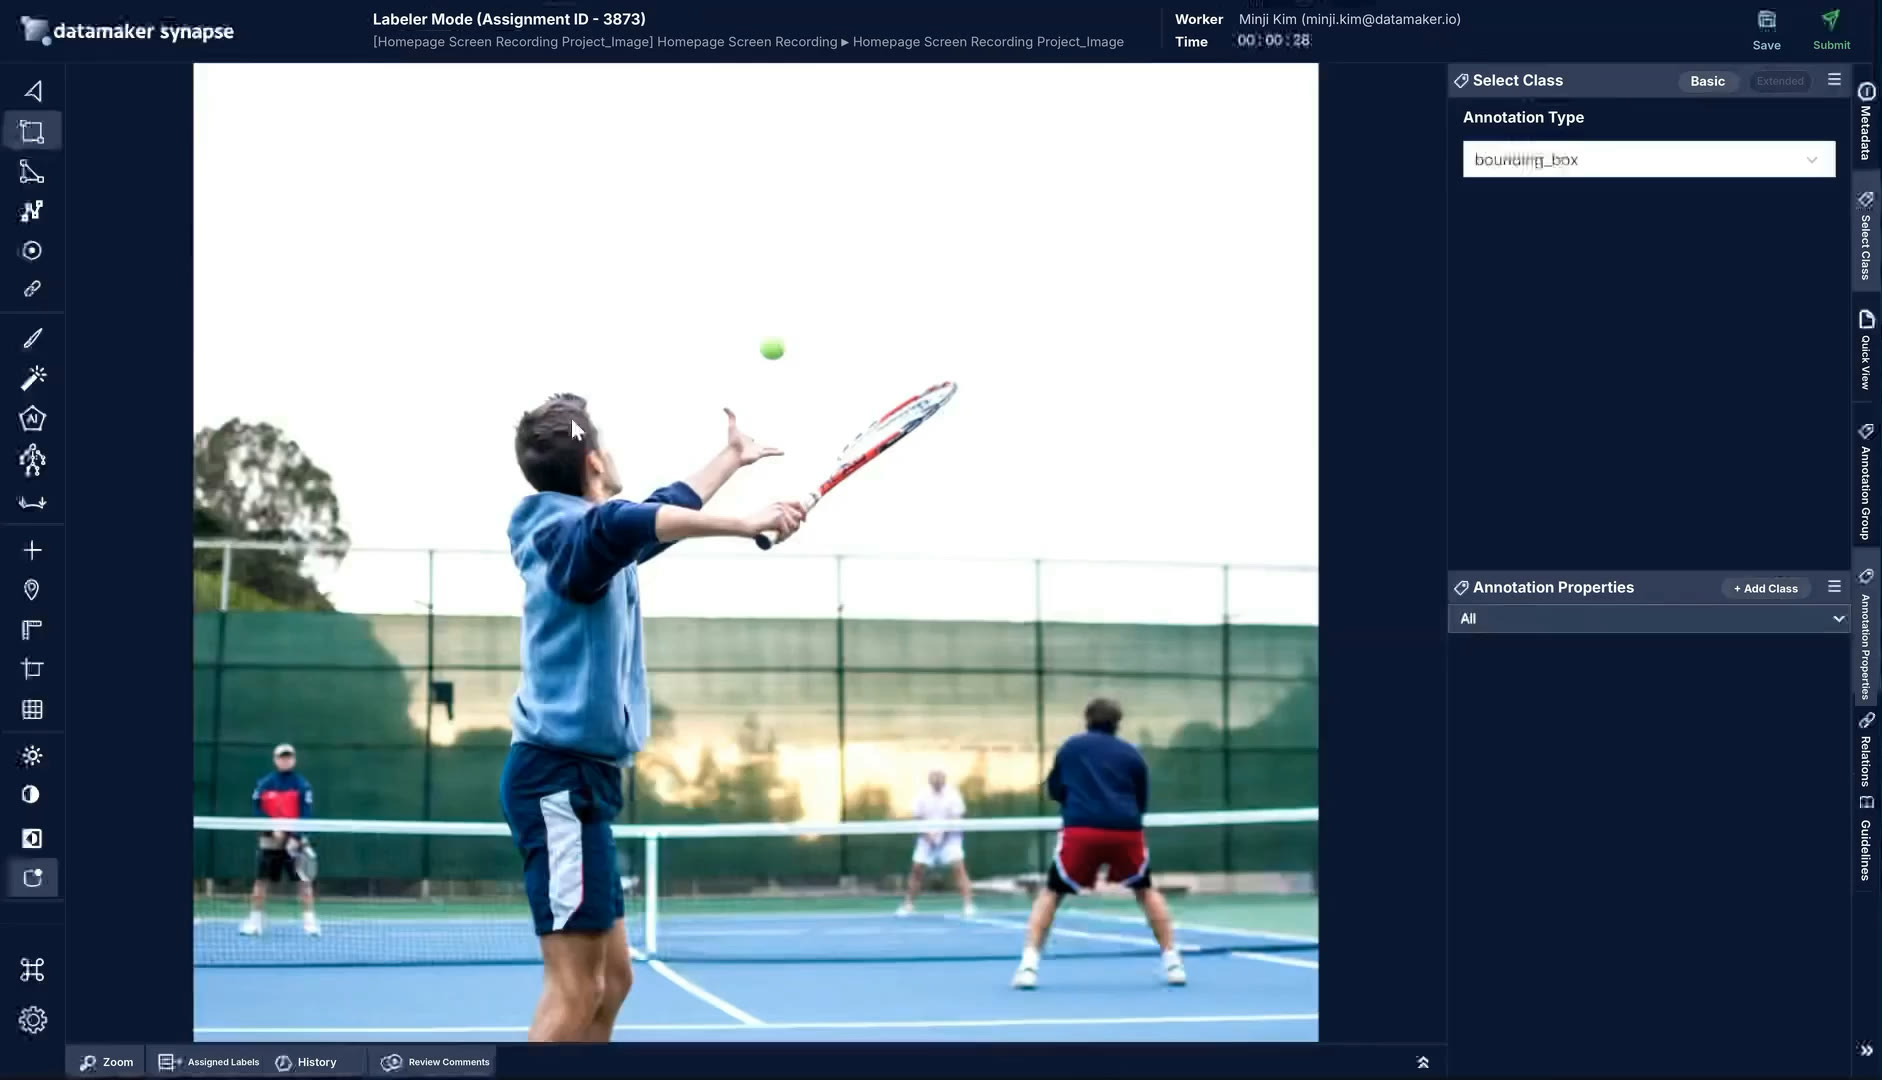 datamaker synapse
Labeler Mode (Assignment ID - 3873)
[Homepage Screen Recording Project_Image] Homepage Screen Recording ▸ Homepage Screen Recording Project_Image
Worker Minji Kim (minji.kim@datamaker.io)
Time 00:00:28
Save
Submit
Select Class
Basic
Extended
Annotation Type
bounding_box
Annotation Properties
+ Add Class
All
Metadata
Select Class
Quick View
Annotation Group
Annotation Properties
Relations
Guidelines
AI
Zoom
Assigned Labels
History
Review Comments